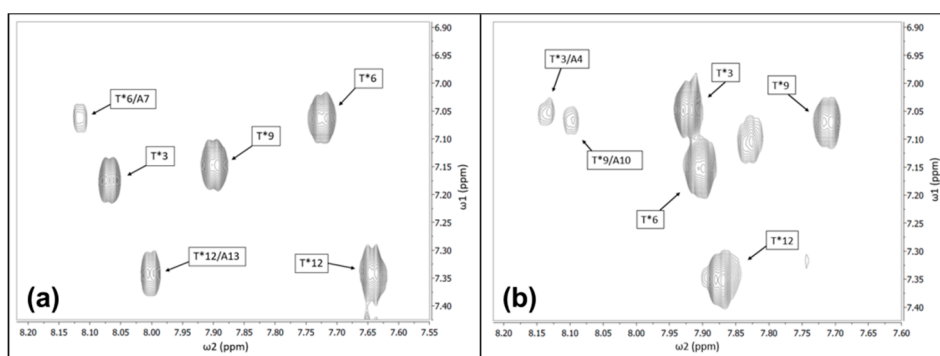 6.90
6.95
7.00
7.05
7.10
7.15
7.20
7.25
7.30
7.35
7.40
T*6
T*6/A7
T*9
T*3
T*12/A13
T*12
(a)
8.20 8.15 8.10 8.05 8.00 7.95 7.90 7.85 7.80 7.75 7.70 7.65 7.60 7.55
ω2 (ppm)
ω1 (ppm)
6.90
6.95
7.00
7.05
7.10
7.15
7.20
7.25
7.30
7.35
7.40
T*3/A4
T*3
T*9
T*9/A10
T*6
T*12
(b)
8.20 8.15 8.10 8.05 8.00 7.95 7.90 7.85 7.80 7.75 7.70 7.65 7.60
ω2 (ppm)
ω1 (ppm)